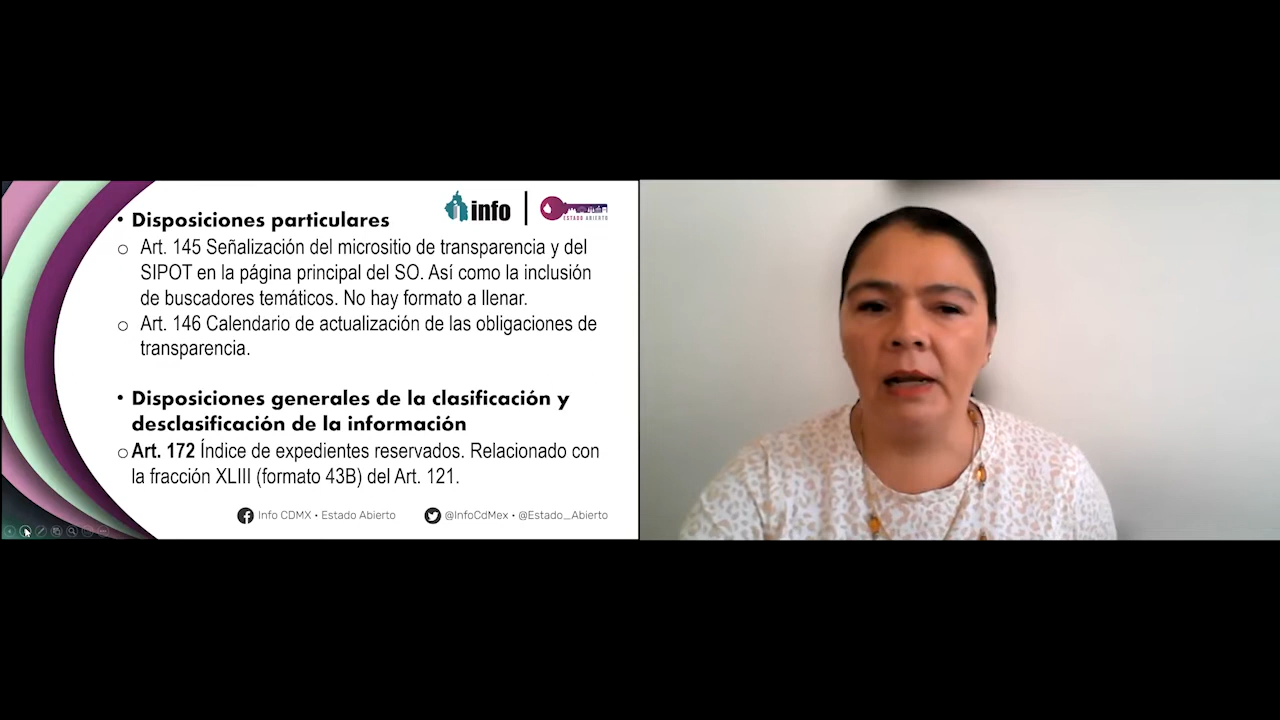 info
ESTADO ABIERTO
• Disposiciones particulares
o Art. 145 Señalización del micrositio de transparencia y del
SIPOT en la página principal del SO. Así como la inclusión
de buscadores temáticos. No hay formato a llenar.
o Art. 146 Calendario de actualización de las obligaciones de
transparencia.
• Disposiciones generales de la clasificación y
desclasificación de la información
o Art. 172 Índice de expedientes reservados. Relacionado con
la fracción XLIII (formato 43B) del Art. 121.
Info CDMX • Estado Abierto
@InfoCdMex • @Estado_Abierto